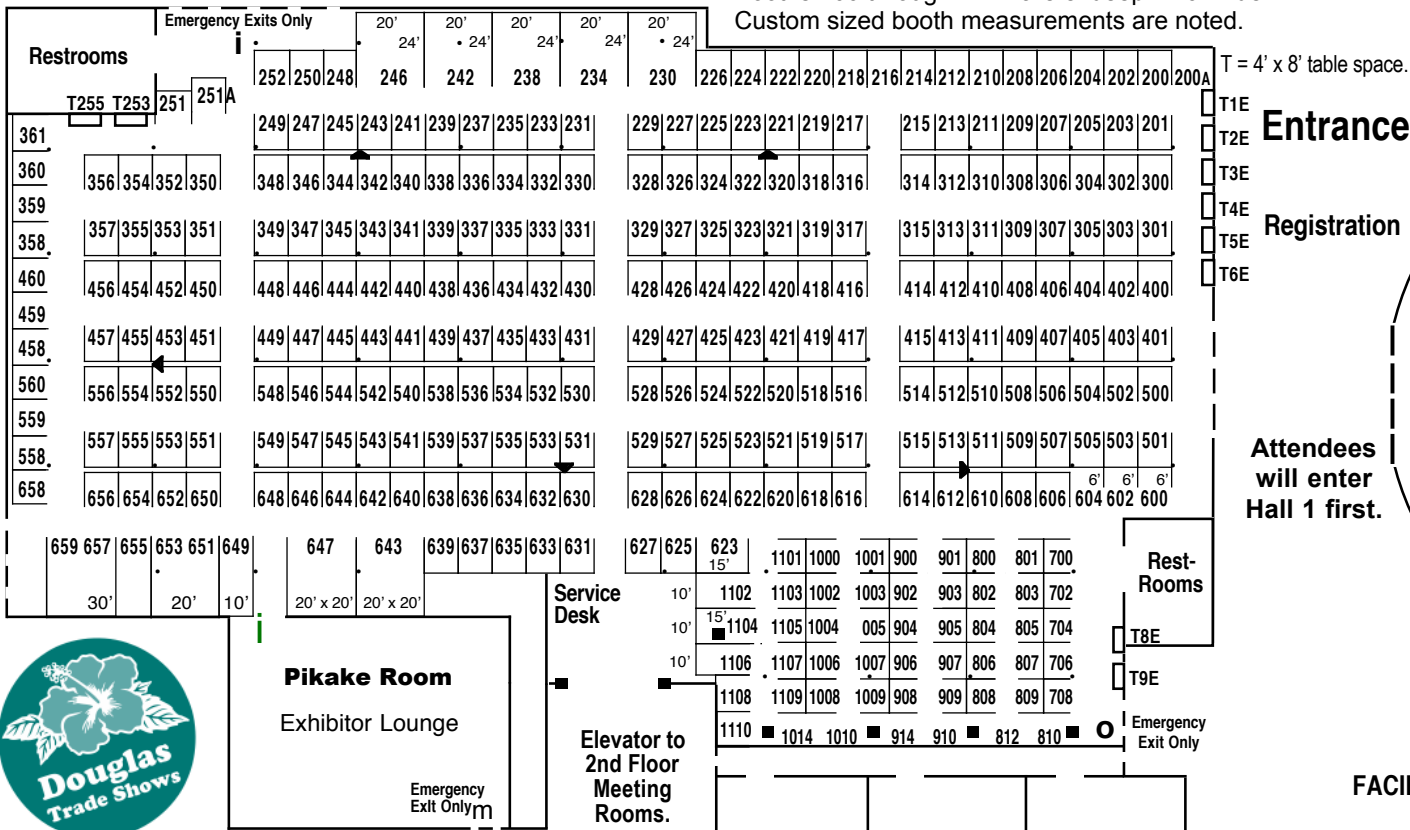 Custom sized booth measurements are noted.
Emergency Exits Only
i
20’ 20’ 20’ 20’ 20’
24’ 24’ 24’ 24’ 24’
Restrooms
252 250 248 246 242 238 234 230 226 224 222 220 218 216 214 212 210 208 206 204 202 200 200A
T = 4’ x 8’ table space.
T255 T253 251 251A
T1E
Entrance
361 249 247 245 243 241 239 237 235 233 231 229 227 225 223 221 219 217 215 213 211 209 207 205 203 201
T2E
360 356 354 352 350 348 346 344 342 340 338 336 334 332 330 328 326 324 322 320 318 316 314 312 310 308 306 304 302 300
T3E
359
T4E
358 357 355 353 351 349 347 345 343 341 339 337 335 333 331 329 327 325 323 321 319 317 315 313 311 309 307 305 303 301
T5E
Registration
460 456 454 452 450 448 446 444 442 440 438 436 434 432 430 428 426 424 422 420 418 416 414 412 410 408 406 404 402 400
T6E
459
458 457 455 453 451 449 447 445 443 441 439 437 435 433 431 429 427 425 423 421 419 417 415 413 411 409 407 405 403 401
560 556 554 552 550 548 546 544 542 540 538 536 534 532 530 528 526 524 522 520 518 516 514 512 510 508 506 504 502 500
559
558 557 555 553 551 549 547 545 543 541 539 537 535 533 531 529 527 525 523 521 519 517 515 513 511 509 507 505 503 501
6’ 6’ 6’
658 656 654 652 650 648 646 644 642 640 638 636 634 632 630 628 626 624 622 620 618 616 614 612 610 608 606 604 602 600
Attendees
will enter
Hall 1 first.
659 657 655 653 651 649 647 643 639 637 635 633 631 627 625 623
15’
30’ 20’ 10’ 20’ x 20’ 20’ x 20’
i
1101 1000 1001 900 901 800 801 700
10’ 1102 1103 1002 1003 902 903 802 803 702
10’ 15’ 1104 1105 1004 005 904 905 804 805 704
10’ 1106 1107 1006 1007 906 907 806 807 706
1108 1109 1008 1009 908 909 808 809 708
1110 1014 1010 914 910 812 810 O
Rest-
Rooms
T8E
T9E
Emergency
Exit Only
Service
Desk
Pikake Room
Exhibitor Lounge
Emergency
ExIt Only m
Elevator to
2nd Floor
Meeting
Rooms.
Douglas
Trade Shows
FACI